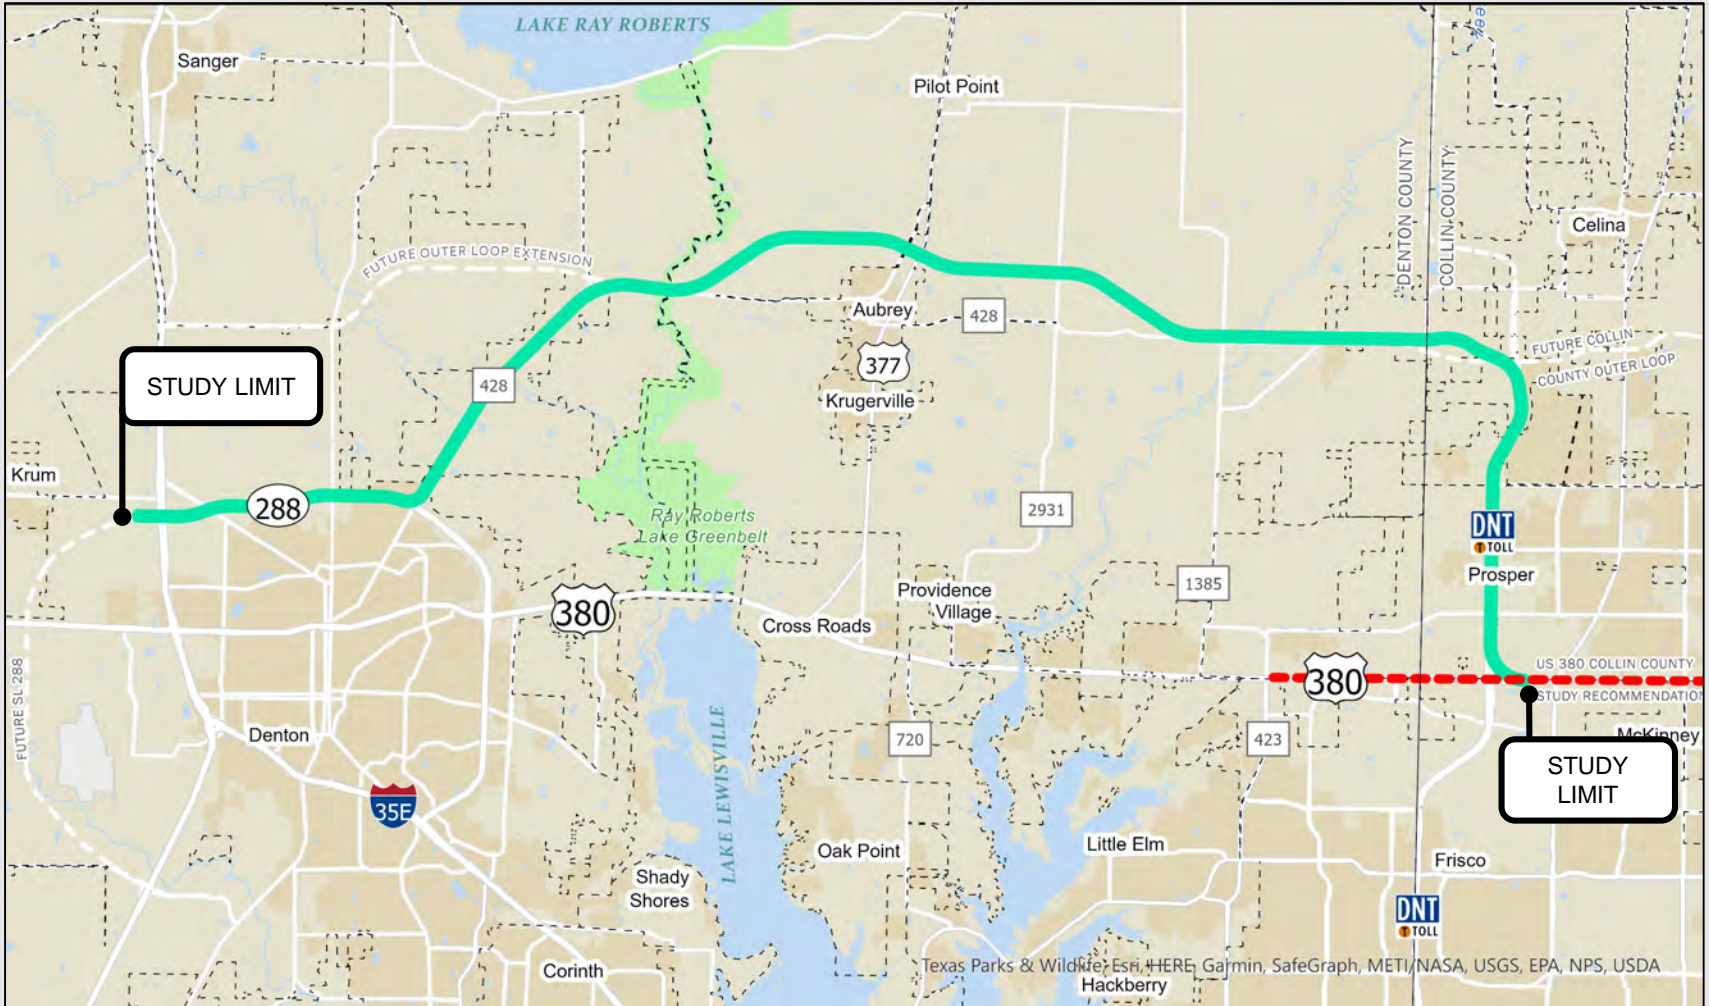 LAKE RAY ROBERTS
eek
Sanger
Pilot Point
DENTON COUNTY
COLLIN COUNTY
Celina
FUTURE OUTER LOOP EXTENSION
Aubrey
428
FUTURE COLLIN
COUNTY OUTER LOOP
377
STUDY LIMIT
428
Krugerville
Krum
288
Ray Roberts
Lake Greenbelt
2931
DNT
T TOLL
Prosper
1385
Providence
Village
380
Cross Roads
US 380 COLLIN COUNTY
STUDY RECOMMENDATION
380
FUTURE SL 288
Denton
LAKE LEWISVILLE
720
423
McKinney
STUDY
LIMIT
35E
Oak Point
Little Elm
Frisco
Shady
Shores
DNT
T TOLL
Corinth
Texas Parks & Wildlife, Esri, HERE, Garmin, SafeGraph, METI/NASA, USGS, EPA, NPS, USDA
Hackberry